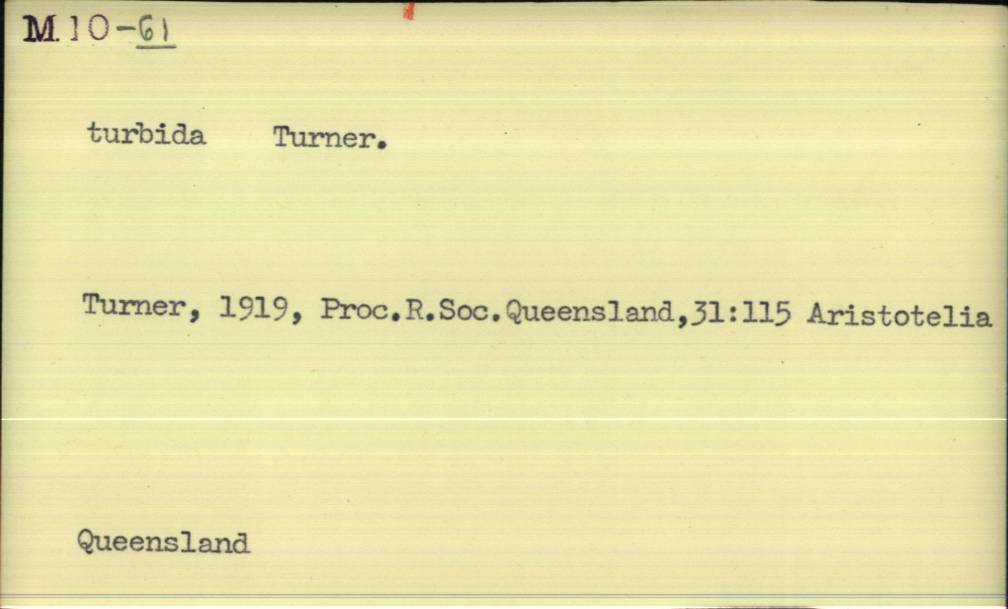 M 10-61
turbida Turner.
Turner, 1919, Proc.R.Soc.Queensland,31:115 Aristotelia
Queensland